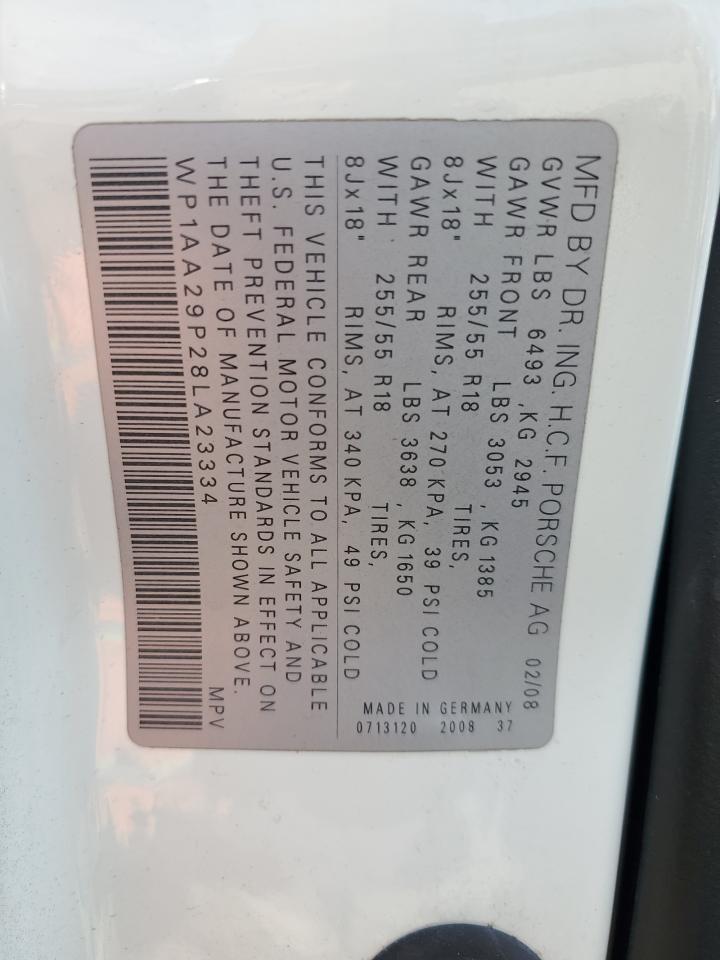 MFD BY DR. ING. H.C.F. PORSCHE AG 02/08
GVWR LBS 6493 ,KG 2945
GAWR FRONT LBS 3053 ,KG 1385
WITH 255/55 R18 TIRES,
8Jx18" RIMS, AT 270 KPA, 39 PSI COLD
GAWR REAR LBS 3638 ,KG 1650
WITH 255/55 R18 TIRES,
8Jx18" RIMS, AT 340 KPA, 49 PSI COLD
MADE IN GERMANY
0713120 2008 37
THIS VEHICLE CONFORMS TO ALL APPLICABLE
U.S. FEDERAL MOTOR VEHICLE SAFETY AND
THEFT PREVENTION STANDARDS IN EFFECT ON
THE DATE OF MANUFACTURE SHOWN ABOVE.
WP1AA29P28LA23334 MPV